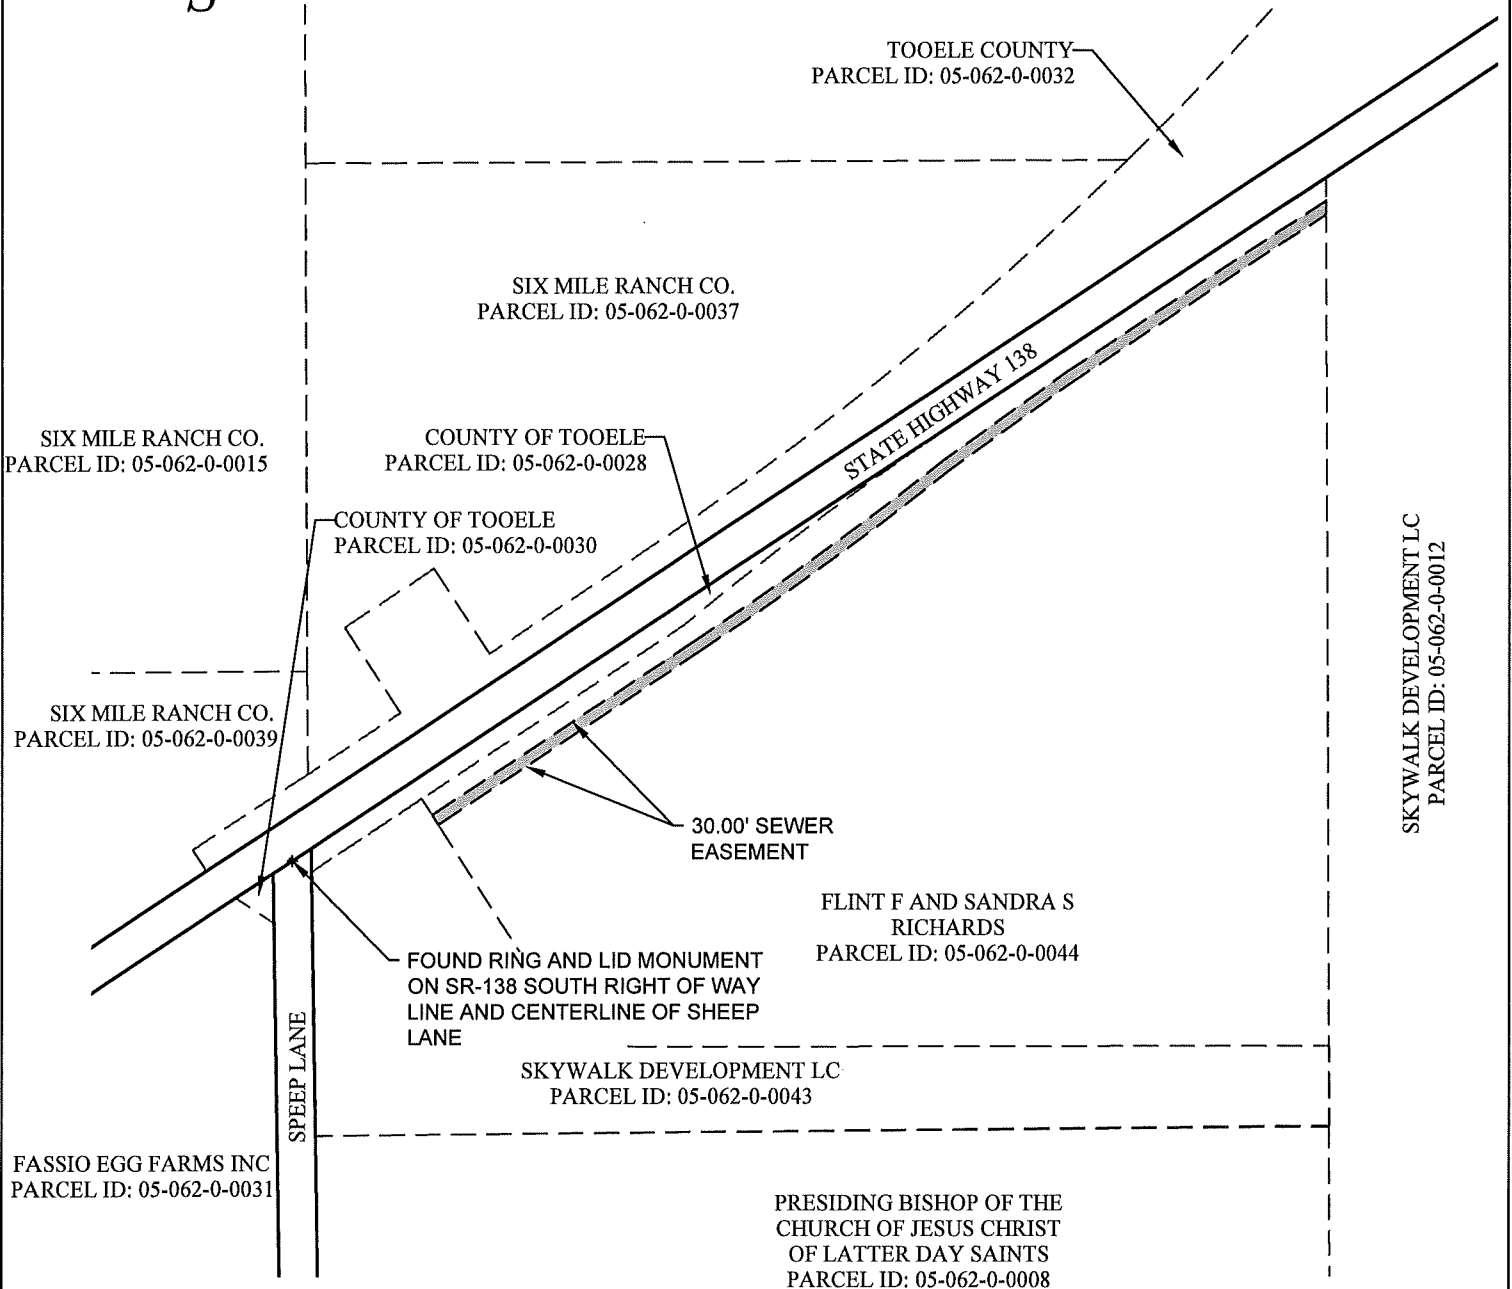 S
TOOELE COUNTY
PARCEL ID: 05-062-0-0032
SIX MILE RANCH CO.
PARCEL ID: 05-062-0-0037
STATE HIGHWAY 138
SIX MILE RANCH CO.
PARCEL ID: 05-062-0-0015
COUNTY OF TOOELE
PARCEL ID: 05-062-0-0028
COUNTY OF TOOELE
PARCEL ID: 05-062-0-0030
SKYWALK DEVELOPMENT LC
PARCEL ID: 05-062-0-0012
SIX MILE RANCH CO.
PARCEL ID: 05-062-0-0039
30.00' SEWER
EASEMENT
FLINT F AND SANDRA S
RICHARDS
PARCEL ID: 05-062-0-0044
FOUND RING AND LID MONUMENT
ON SR-138 SOUTH RIGHT OF WAY
LINE AND CENTERLINE OF SHEEP
LANE
SPEEP LANE
SKYWALK DEVELOPMENT LC
PARCEL ID: 05-062-0-0043
FASSIO EGG FARMS INC
PARCEL ID: 05-062-0-0031
PRESIDING BISHOP OF THE
CHURCH OF JESUS CHRIST
OF LATTER DAY SAINTS
PARCEL ID: 05-062-0-0008